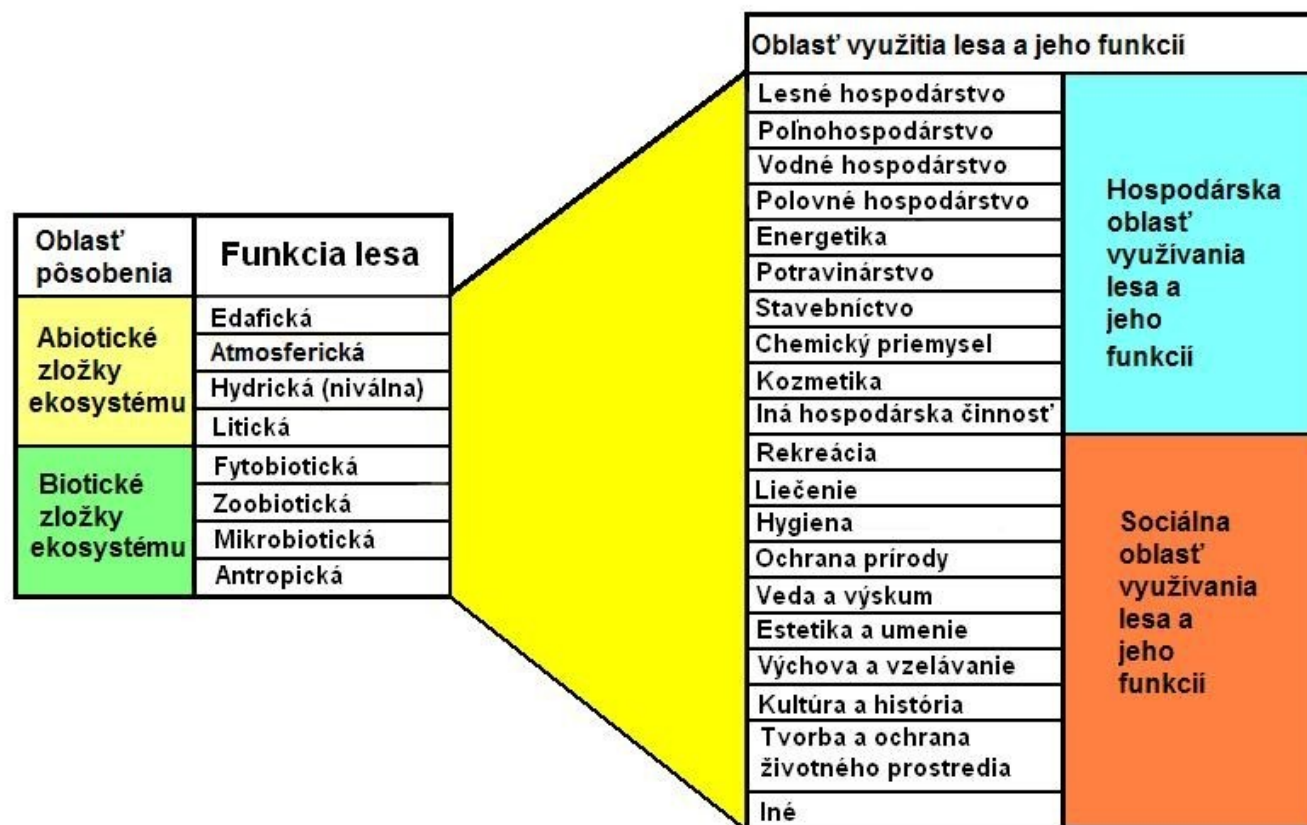 Oblasť
pôsobenia
Funkcia lesa
Abiotické
zložky
ekosystému
Edafická
Atmosferická
Hydrická (niválna)
Litická
Biotické
zložky
ekosystému
Fytobiotická
Zoobiotická
Mikrobiotická
Antropická
Oblasť využitia lesa a jeho funkcií
Lesné hospodárstvo
Poľnohospodárstvo
Vodné hospodárstvo
Polovné hospodárstvo
Energetika
Potravinárstvo
Stavebníctvo
Chemický priemysel
Kozmetika
Iná hospodárska činnosť
Hospodárska
oblasť
využívania
lesa a
jeho
funkcií
Rekreácia
Liečenie
Hygiena
Ochrana prírody
Veda a výskum
Estetika a umenie
Výchova a vzelávanie
Kultúra a história
Tvorba a ochrana
životného prostredia
Iné
Sociálna
oblasť
využívania
lesa a
jeho
funkcií